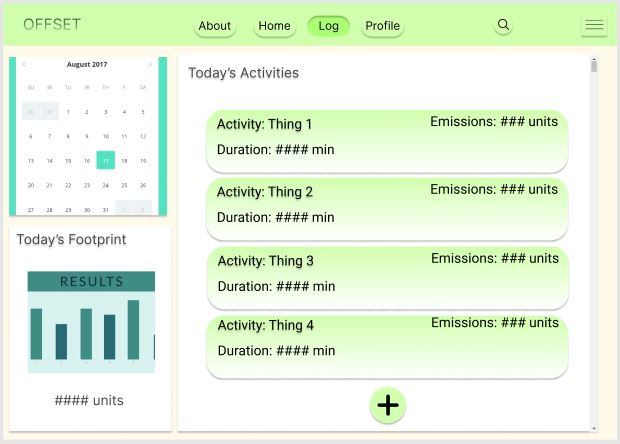 OFFSET
About Home Log Profile
August 2017
SU MO TU WE TH FR SA
30 31 1 2 3 4 5
6 7 8 9 10 11 12
13 14 15 16 17 18 19
20 21 22 23 24 25 26
27 28 29 30 31 1 2
Today's Footprint
RESULTS
#### units
Today's Activities
Activity: Thing 1 Emissions: ### units
Duration: #### min
Activity: Thing 2 Emissions: ### units
Duration: #### min
Activity: Thing 3 Emissions: ### units
Duration: #### min
Activity: Thing 4 Emissions: ### units
Duration: #### min